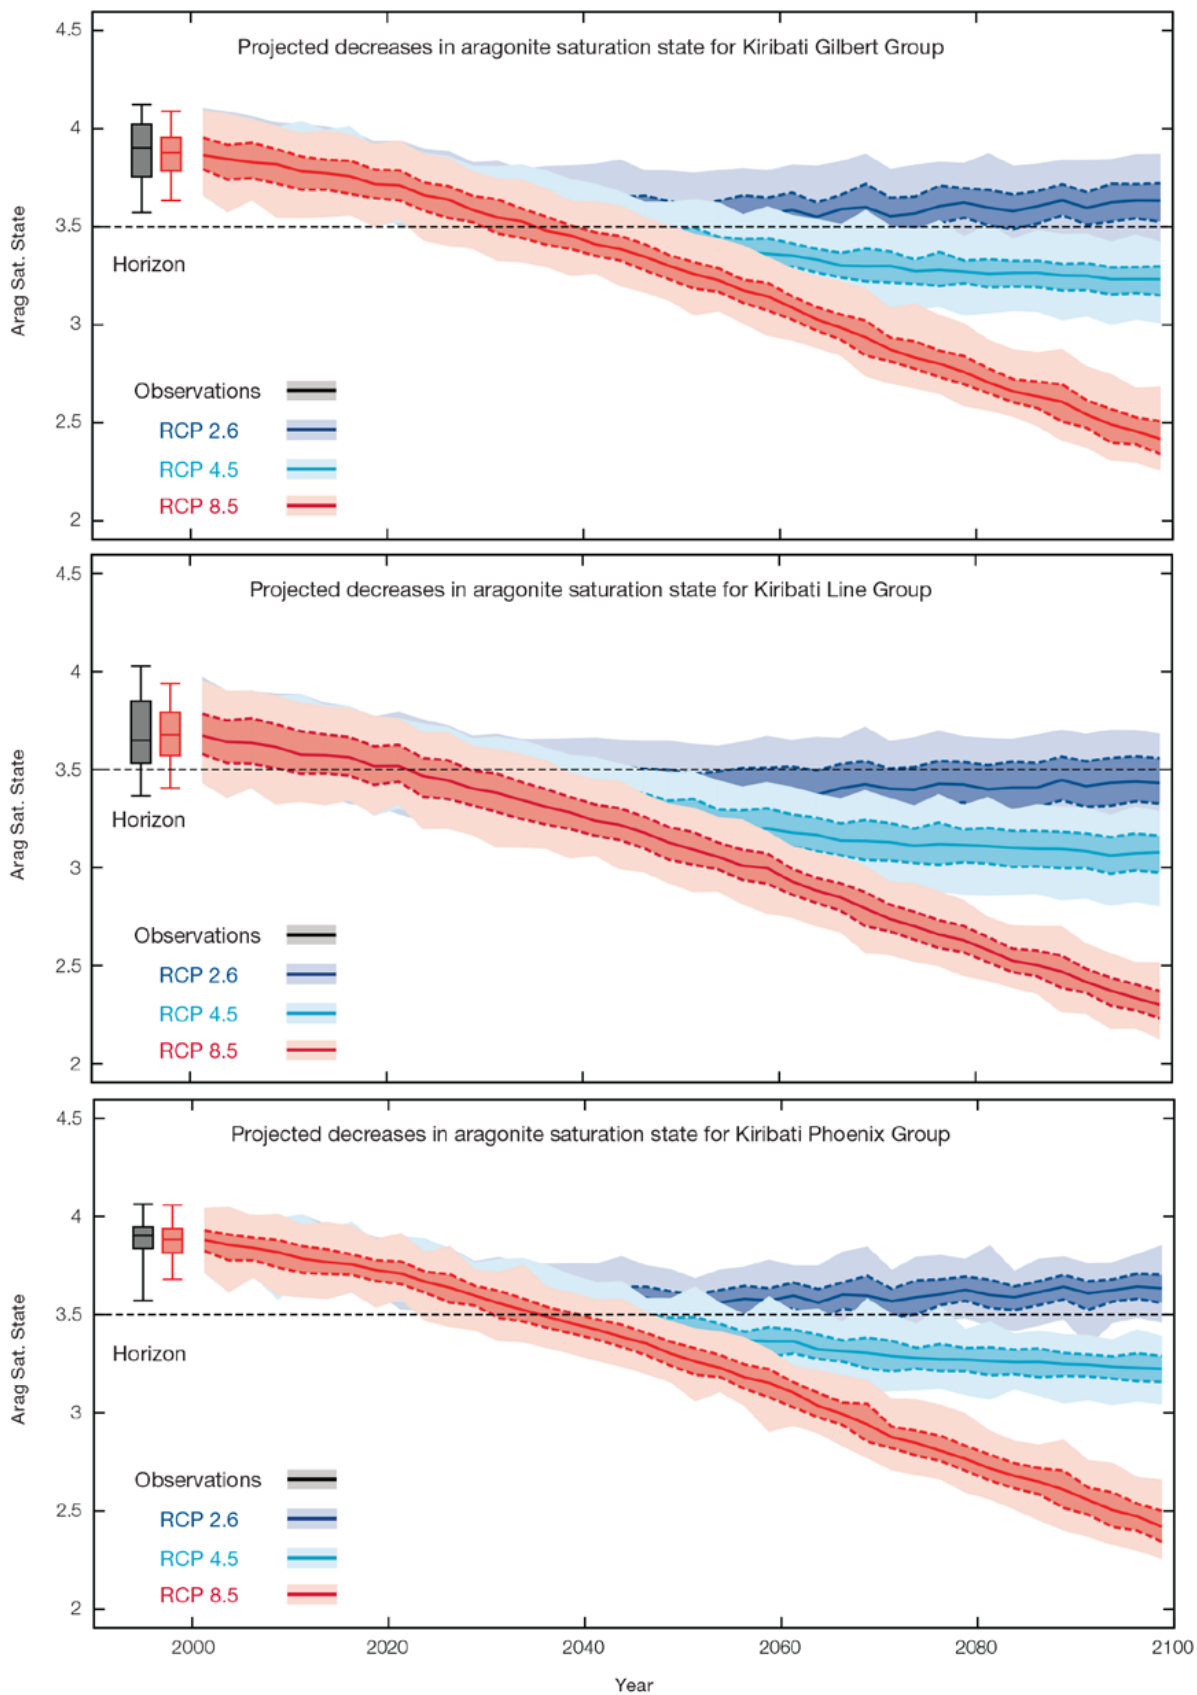 Projected decreases in aragonite saturation state for Kiribati Gilbert Group
4.5
4
3.5
3
2.5
2
Arag Sat. State
Horizon
Observations
RCP 2.6
RCP 4.5
RCP 8.5
Projected decreases in aragonite saturation state for Kiribati Line Group
4.5
4
3.5
3
2.5
2
Arag Sat. State
Horizon
Observations
RCP 2.6
RCP 4.5
RCP 8.5
Projected decreases in aragonite saturation state for Kiribati Phoenix Group
4.5
4
3.5
3
2.5
2
Arag Sat. State
Horizon
Observations
RCP 2.6
RCP 4.5
RCP 8.5
2000 2020 2040 2060 2080 2100
Year